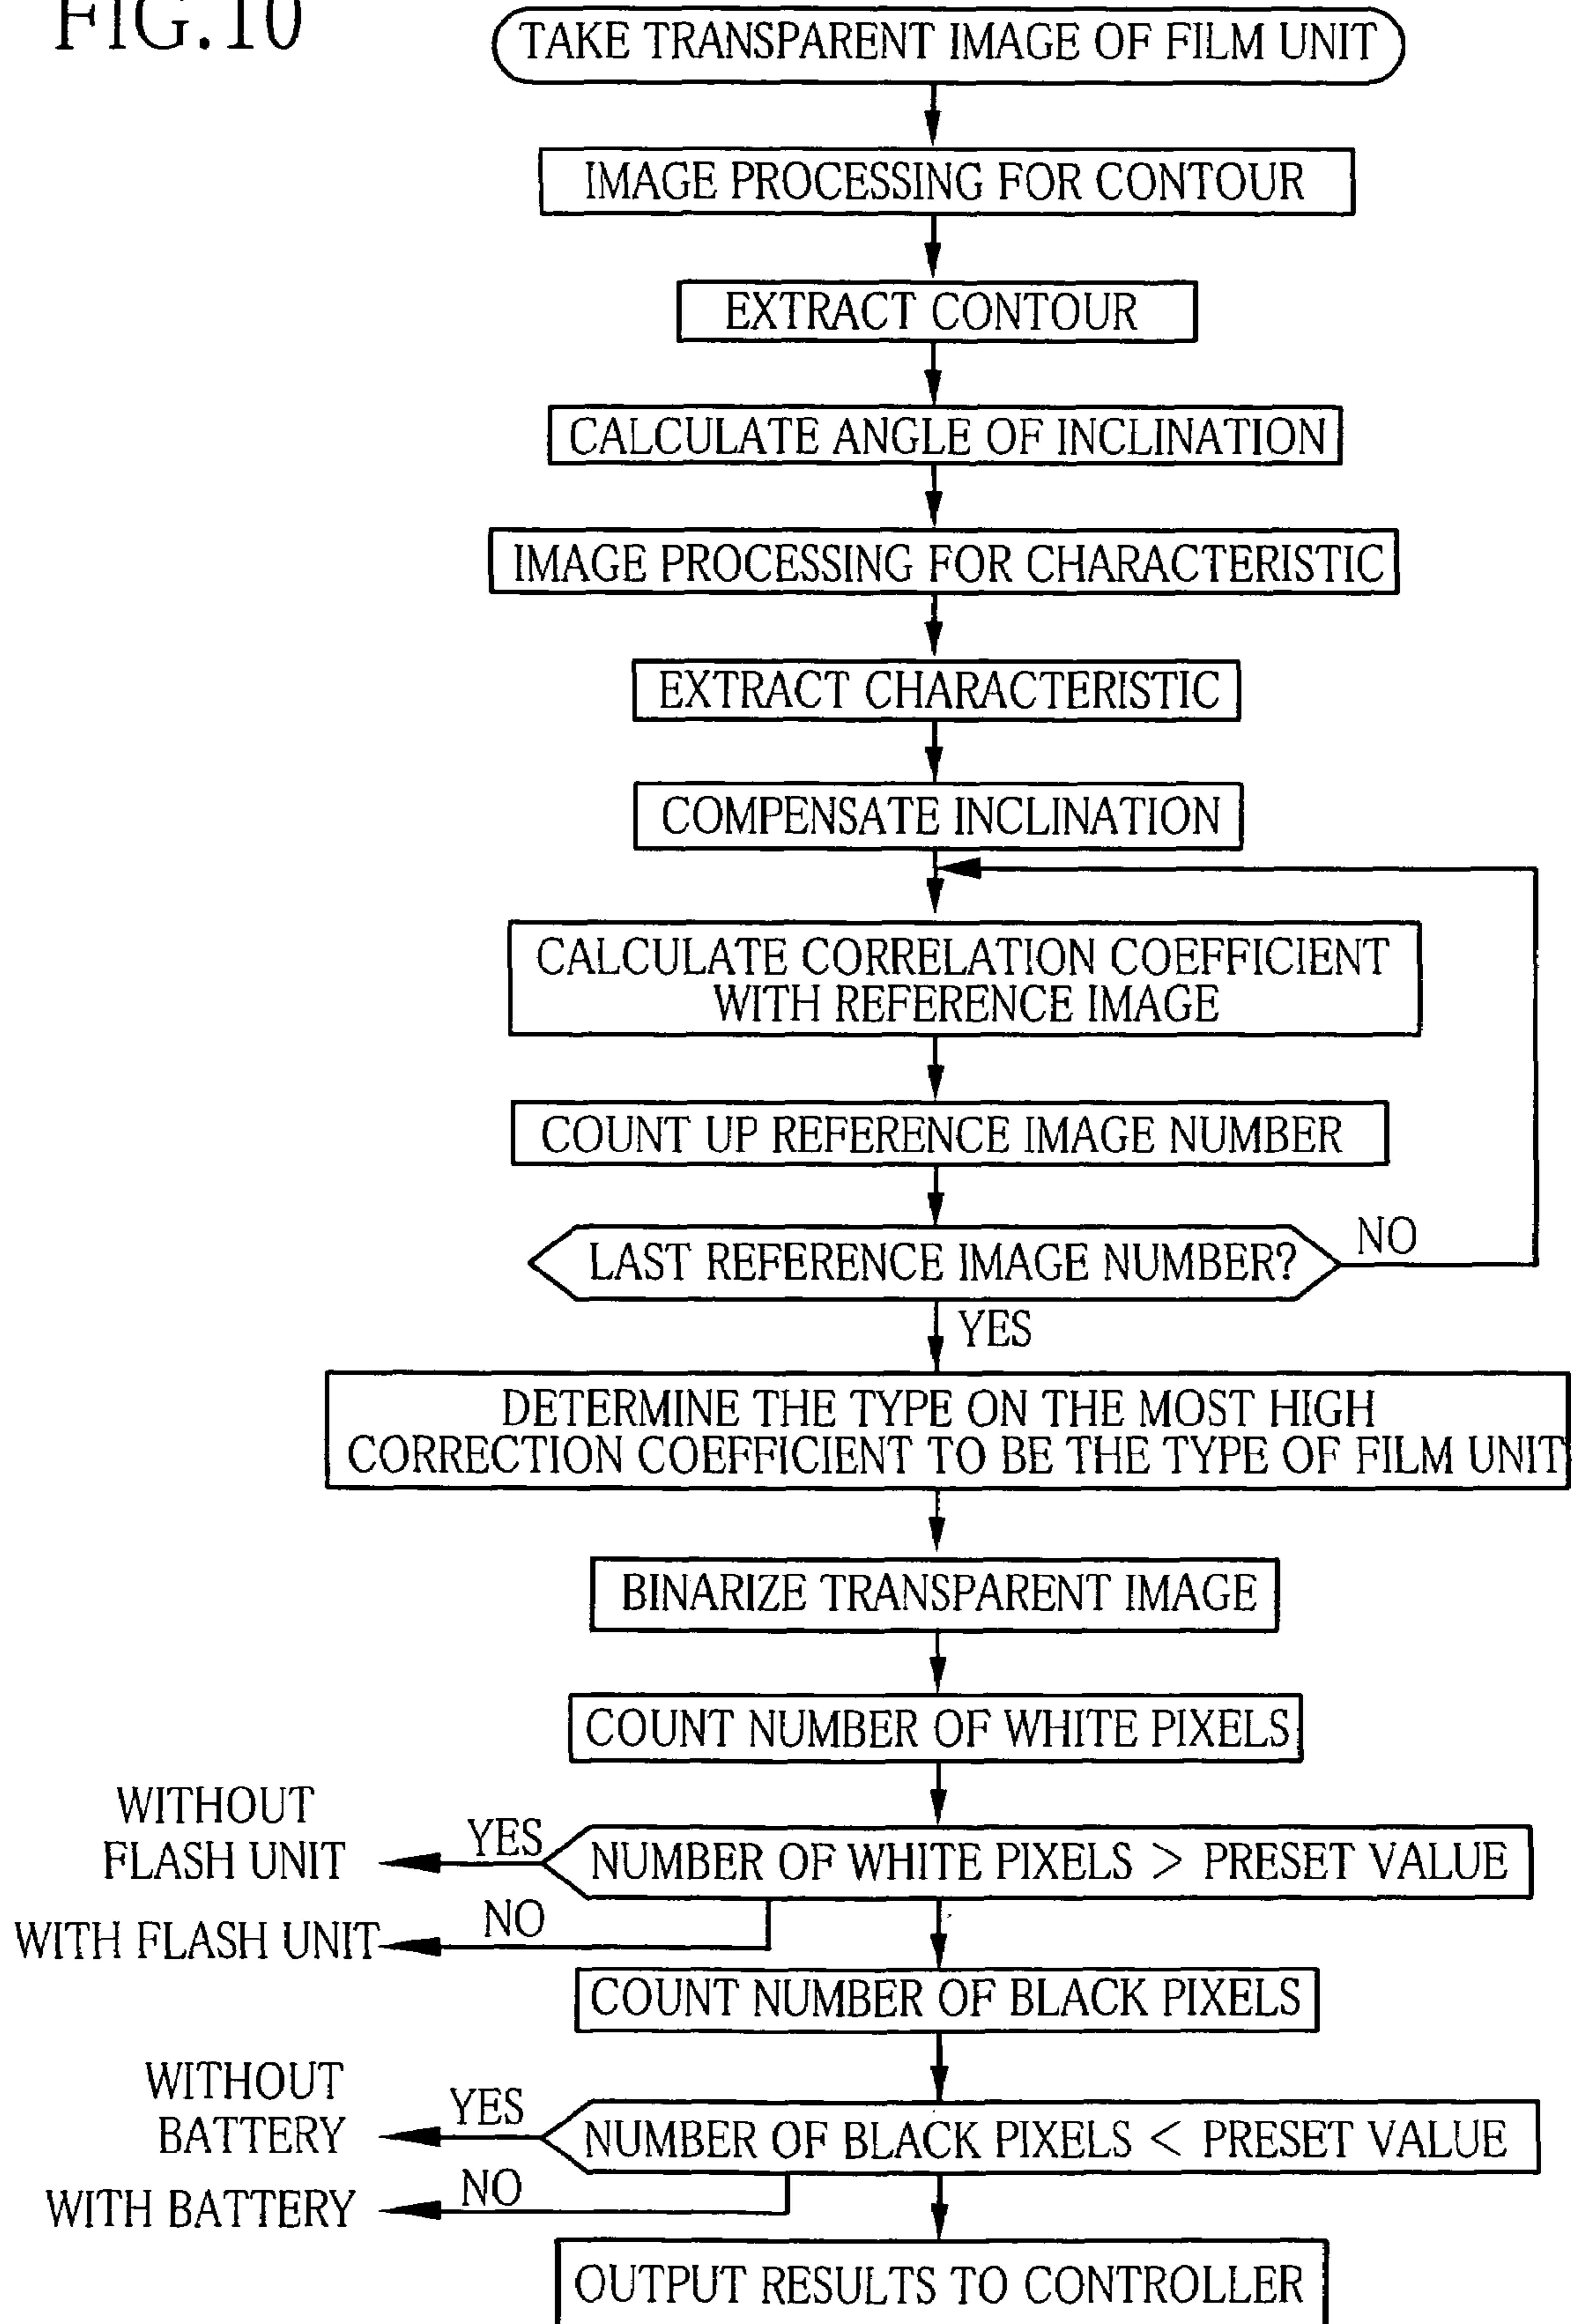 FIG.10
TAKE TRANSPARENT IMAGE OF FILM UNIT
IMAGE PROCESSING FOR CONTOUR
EXTRACT CONTOUR
CALCULATE ANGLE OF INCLINATION
IMAGE PROCESSING FOR CHARACTERISTIC
EXTRACT CHARACTERISTIC
COMPENSATE INCLINATION
CALCULATE CORRELATION COEFFICIENT
WITH REFERENCE IMAGE
COUNT UP REFERENCE IMAGE NUMBER
LAST REFERENCE IMAGE NUMBER?
NO
YES
DETERMINE THE TYPE ON THE MOST HIGH
CORRECTION COEFFICIENT TO BE THE TYPE OF FILM UNIT
BINARIZE TRANSPARENT IMAGE
COUNT NUMBER OF WHITE PIXELS
NUMBER OF WHITE PIXELS > PRESET VALUE
YES
WITHOUT
FLASH UNIT
NO
WITH FLASH UNIT
COUNT NUMBER OF BLACK PIXELS
NUMBER OF BLACK PIXELS < PRESET VALUE
YES
WITHOUT
BATTERY
NO
WITH BATTERY
OUTPUT RESULTS TO CONTROLLER